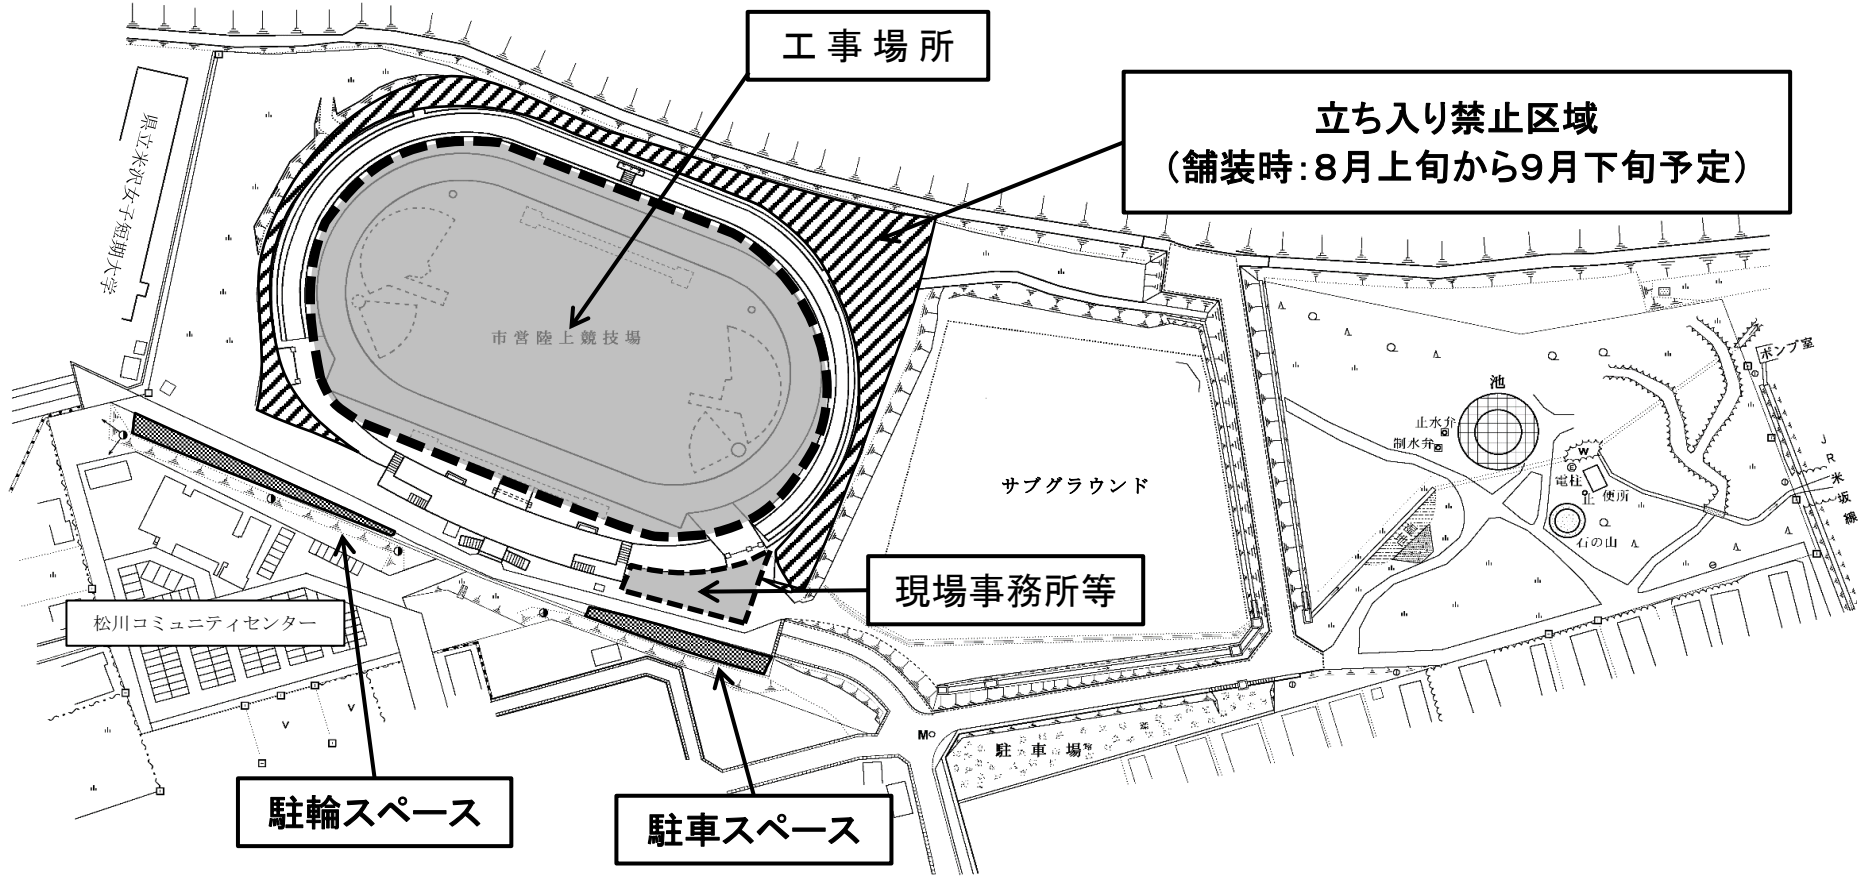 工事場所
立ち入り禁止区域
（舗装時：８月上旬から９月下旬予定）
県立米沢女子短期大学
市営陸上競技場
ポンプ室
池
止水弁
制水弁
W
電柱
止
便所
石の山
ＪＲ米坂線
サブグラウンド
現場事務所等
松川コミュニティセンター
M
駐車場
駐輪スペース
駐車スペース